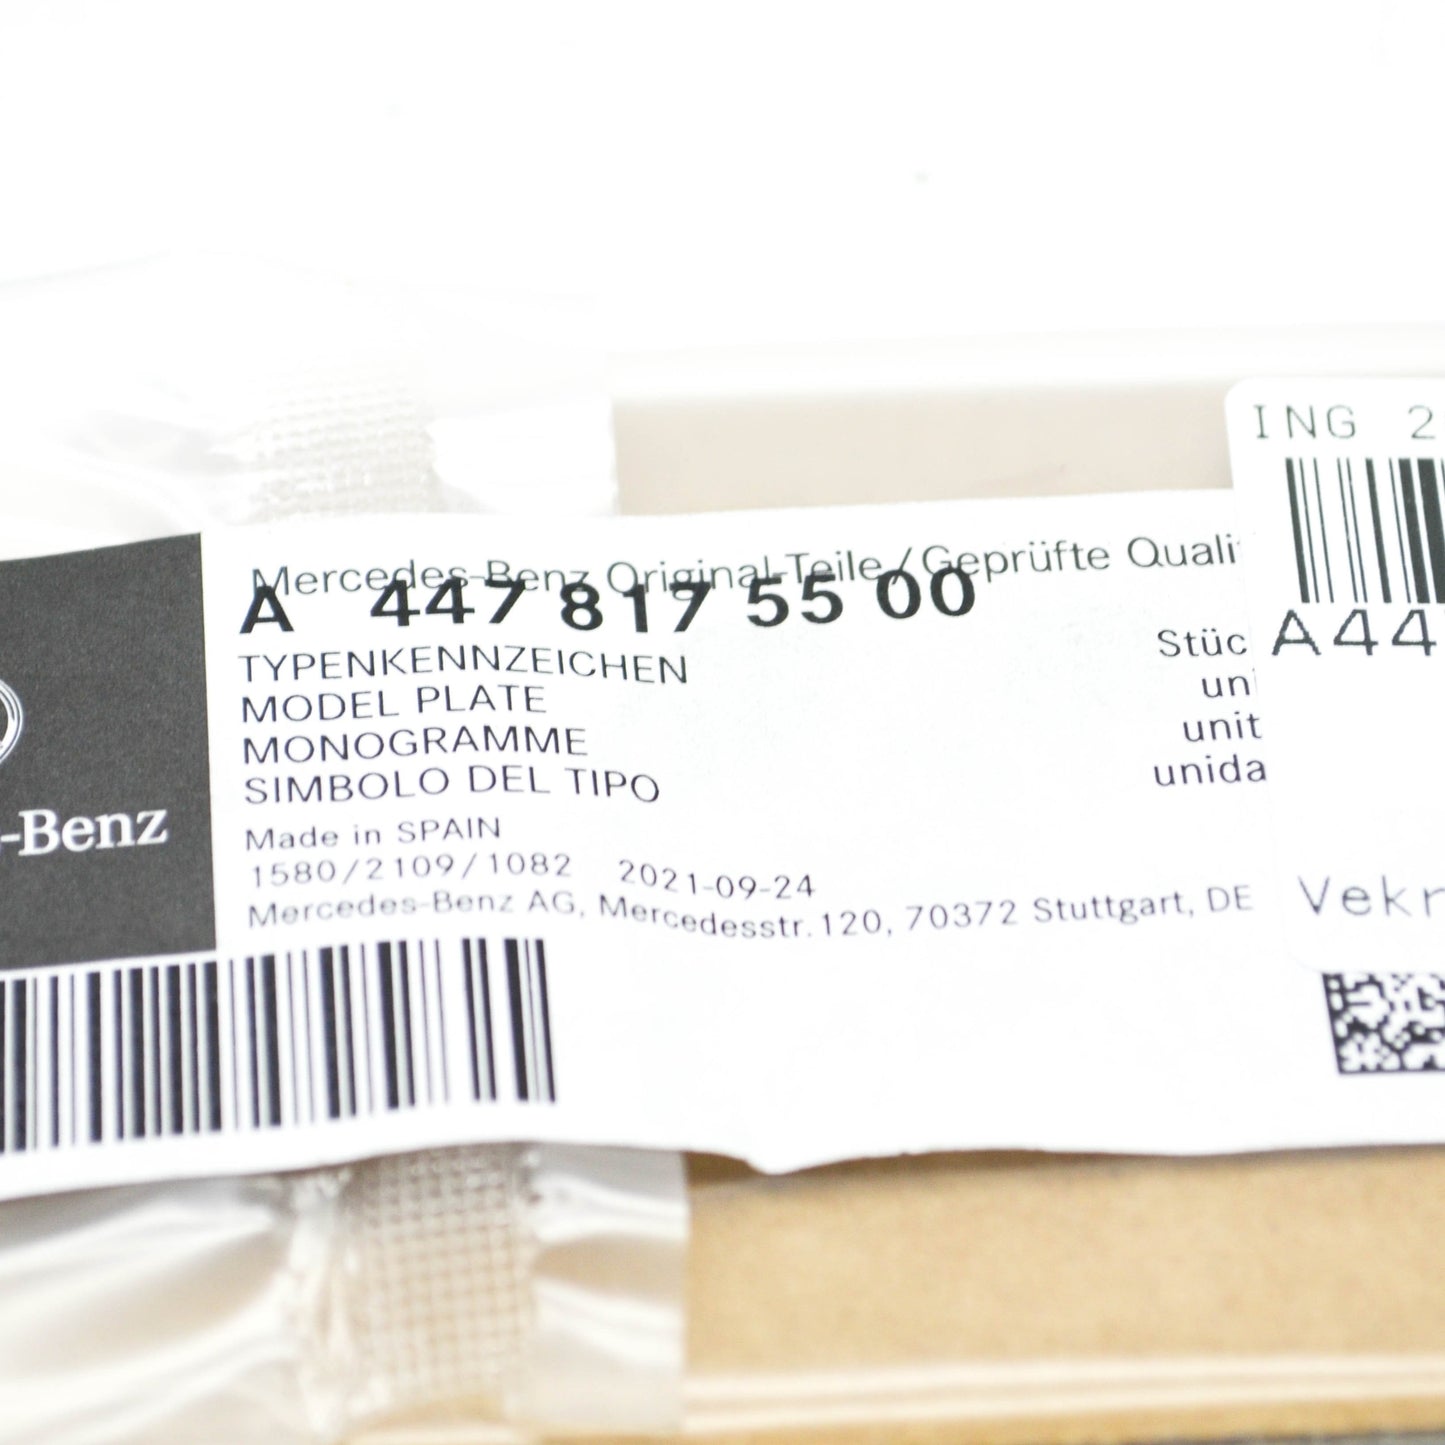 -Benz
Mercedes-Benz Original-Teile/Geprüfte Quali
A 447 817 55 00
TYPENKENNZEICHEN
MODEL PLATE
MONOGRAMME
SIMBOLO DEL TIPO
Stüc
un
unit
unida
Made in SPAIN
1580/2109/1082 2021-09-24
Mercedes-Benz AG, Mercedesstr.120, 70372 Stuttgart, DE
ING 2
A44
Vekr